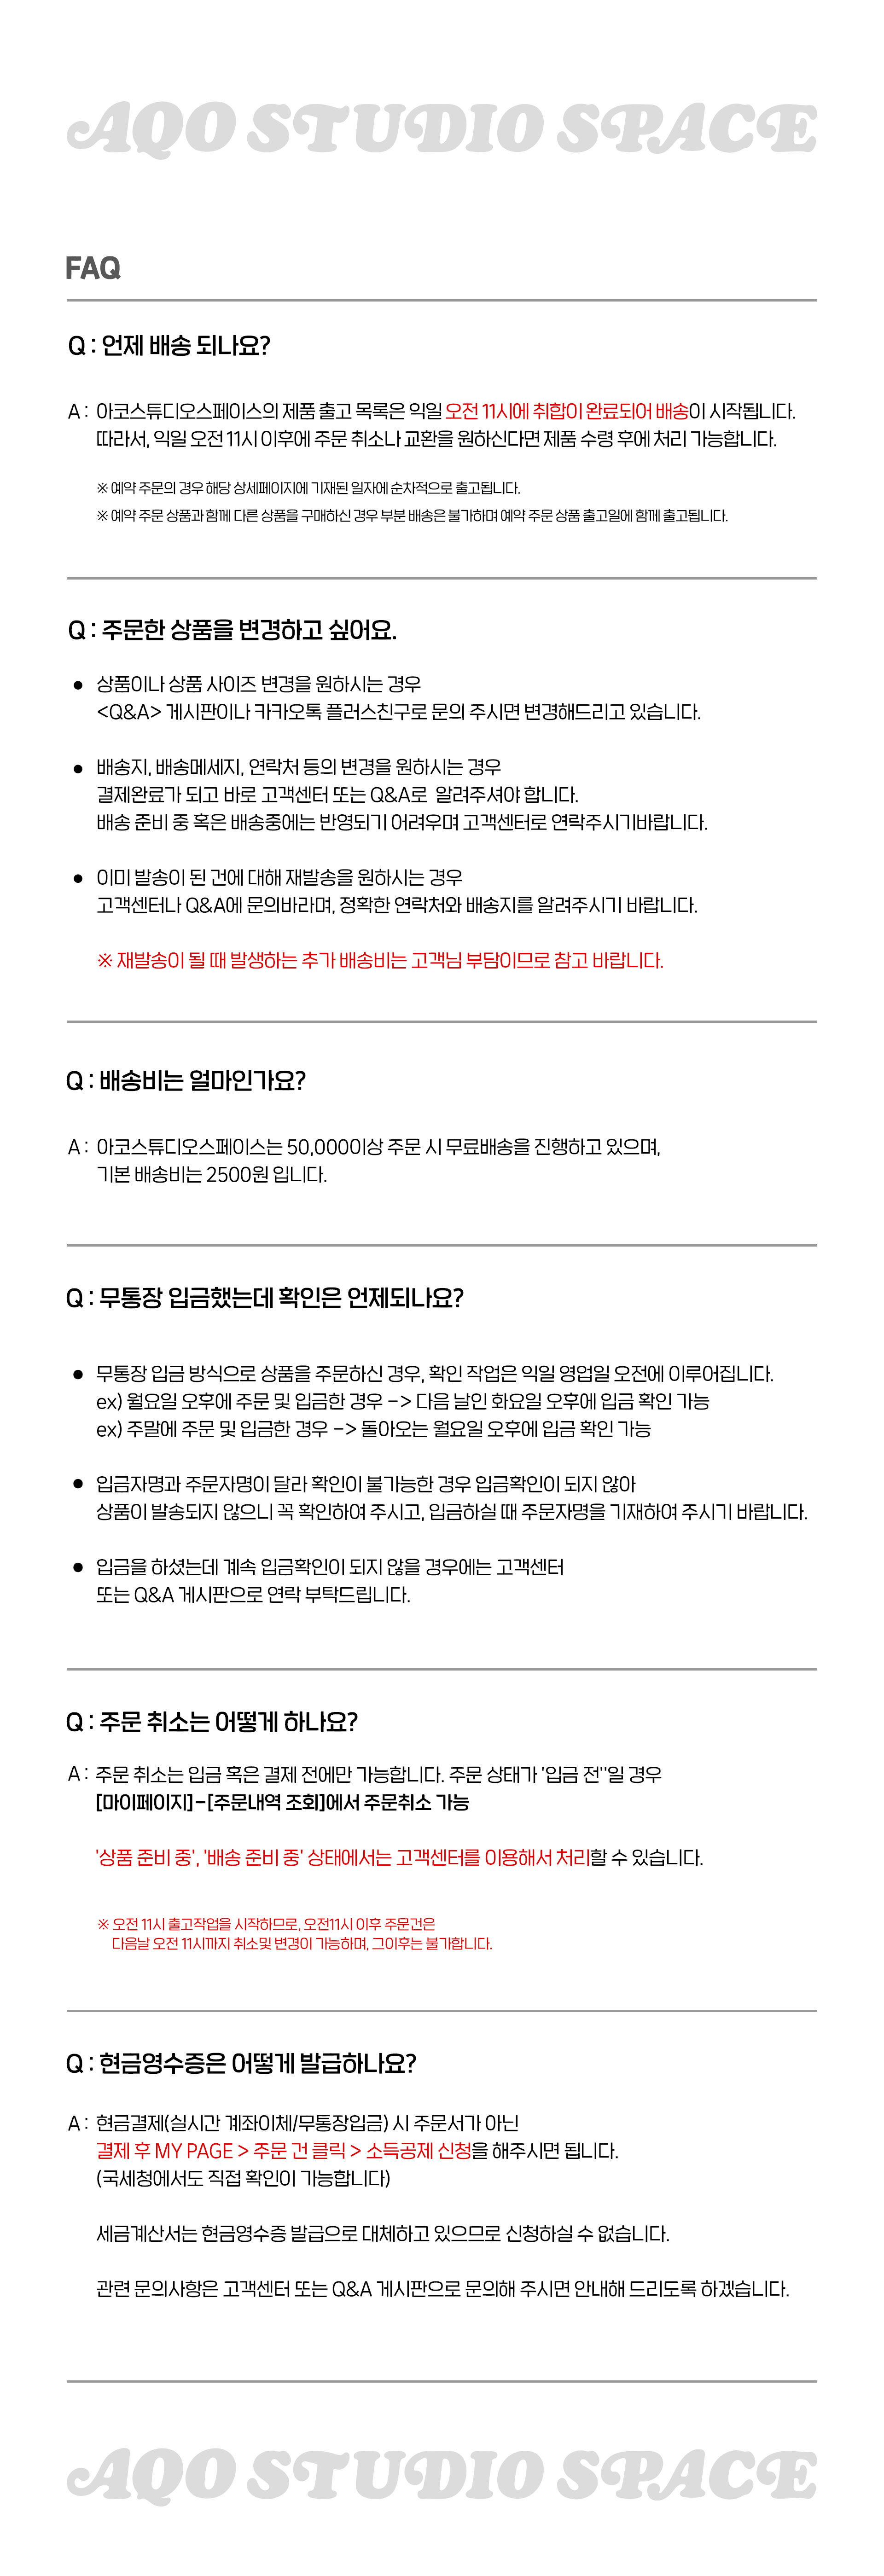 AQO STUDIO SPACE
FAQ
Q : 언제 배송 되나요?
A : 아코스튜디오스페이스의 제품 출고 목록은 익일 오전 11시에 취합이 완료되어 배송이 시작됩니다.
따라서, 익일 오전 11시 이후에 주문 취소나 교환을 원하신다면 제품 수령 후에 처리 가능합니다.
※ 예약 주문의 경우 해당 상세페이지에 기재된 일자에 순차적으로 출고됩니다.
※ 예약 주문 상품과 함께 다른 상품을 구매하신 경우 부분 배송은 불가하며 예약 주문 상품 출고일에 함께 출고됩니다.
Q : 주문한 상품을 변경하고 싶어요.
● 상품이나 상품 사이즈 변경을 원하시는 경우
<Q&A> 게시판이나 카카오톡 플러스친구로 문의 주시면 변경해드리고 있습니다.
● 배송지, 배송메세지, 연락처 등의 변경을 원하시는 경우
결제완료가 되고 바로 고객센터 또는 Q&A로 알려주셔야 합니다.
배송 준비 중 혹은 배송중에는 반영되기 어려우며 고객센터로 연락주시기바랍니다.
● 이미 발송이 된 건에 대해 재발송을 원하시는 경우
고객센터나 Q&A에 문의바라며, 정확한 연락처와 배송지를 알려주시기 바랍니다.
※ 재발송이 될 때 발생하는 추가 배송비는 고객님 부담이므로 참고 바랍니다.
Q : 배송비는 얼마인가요?
A : 아코스튜디오스페이스는 50,000이상 주문 시 무료배송을 진행하고 있으며,
기본 배송비는 2500원 입니다.
Q : 무통장 입금했는데 확인은 언제되나요?
● 무통장 입금 방식으로 상품을 주문하신 경우, 확인 작업은 익일 영업일 오전에 이루어집니다.
ex) 월요일 오후에 주문 및 입금한 경우 -> 다음 날인 화요일 오후에 입금 확인 가능
ex) 주말에 주문 및 입금한 경우 -> 돌아오는 월요일 오후에 입금 확인 가능
● 입금자명과 주문자명이 달라 확인이 불가능한 경우 입금확인이 되지 않아
상품이 발송되지 않으니 꼭 확인하여 주시고, 입금하실 때 주문자명을 기재하여 주시기 바랍니다.
● 입금을 하셨는데 계속 입금확인이 되지 않을 경우에는 고객센터
또는 Q&A 게시판으로 연락 부탁드립니다.
Q : 주문 취소는 어떻게 하나요?
A : 주문 취소는 입금 혹은 결제 전에만 가능합니다. 주문 상태가 '입금 전''일 경우
[마이페이지]-[주문내역 조회]에서 주문취소 가능
'상품 준비 중', '배송 준비 중' 상태에서는 고객센터를 이용해서 처리할 수 있습니다.
※ 오전 11시 출고작업을 시작하므로, 오전11시 이후 주문건은
다음날 오전 11시까지 취소및 변경이 가능하며, 그이후는 불가합니다.
Q : 현금영수증은 어떻게 발급하나요?
A : 현금결제(실시간 계좌이체/무통장입금) 시 주문서가 아닌
결제 후 MY PAGE > 주문 건 클릭 > 소득공제 신청을 해주시면 됩니다.
(국세청에서도 직접 확인이 가능합니다)
세금계산서는 현금영수증 발급으로 대체하고 있으므로 신청하실 수 없습니다.
관련 문의사항은 고객센터 또는 Q&A 게시판으로 문의해 주시면 안내해 드리도록 하겠습니다.
AQO STUDIO SPACE